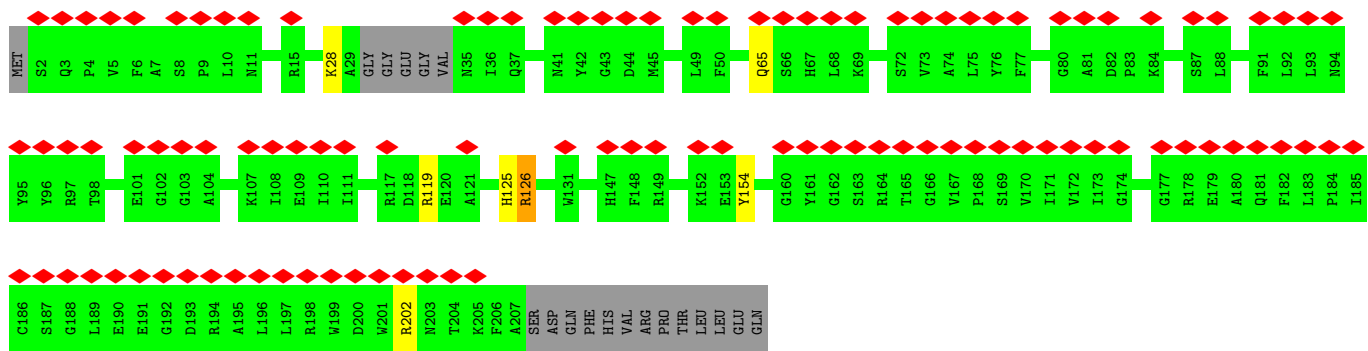 MET S2 Q3 P4 V5 F6 A7 S8 P9 L10 N11 R15 K28 A29 GLY GLY GLU GLY VAL N35 I36 Q37 N41 Y42 G43 D44 M45 L49 F50 Q65 S66 H67 L68 K69 S72 V73 A74 L75 Y76 F77 G80 A81 D82 P83 K84 S87 L88 F91 L92 L93 N94
Y95 Y96 R97 T98 E101 G102 G103 A104 K107 I108 E109 I110 I111 R117 D118 R119 E120 A121 H125 R126 W131 H147 F148 R149 K152 E153 Y154 G160 Y161 G162 S163 R164 T165 G166 V167 P168 S169 V170 I171 V172 I173 G174 G177 R178 E179 A180 Q181 F182 L183 P184 I185
C186 S187 G188 L189 E190 E191 G192 D193 R194 A195 L196 L197 R198 W199 D200 W201 R202 N203 T204 K205 F206 A207 SER ASP GLN PHE HIS VAL ARG PRO THR LEU LEU GLU GLN